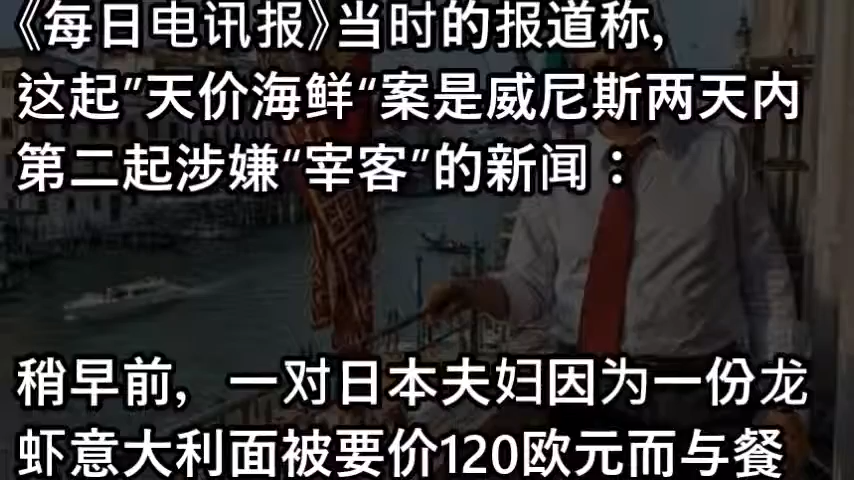 《每日电讯报》当时的报道称,
这起”天价海鲜“案是威尼斯两天内
第二起涉嫌“宰客”的新闻：
稍早前, 一对日本夫妇因为一份龙
虾意大利面被要价120欧元而与餐